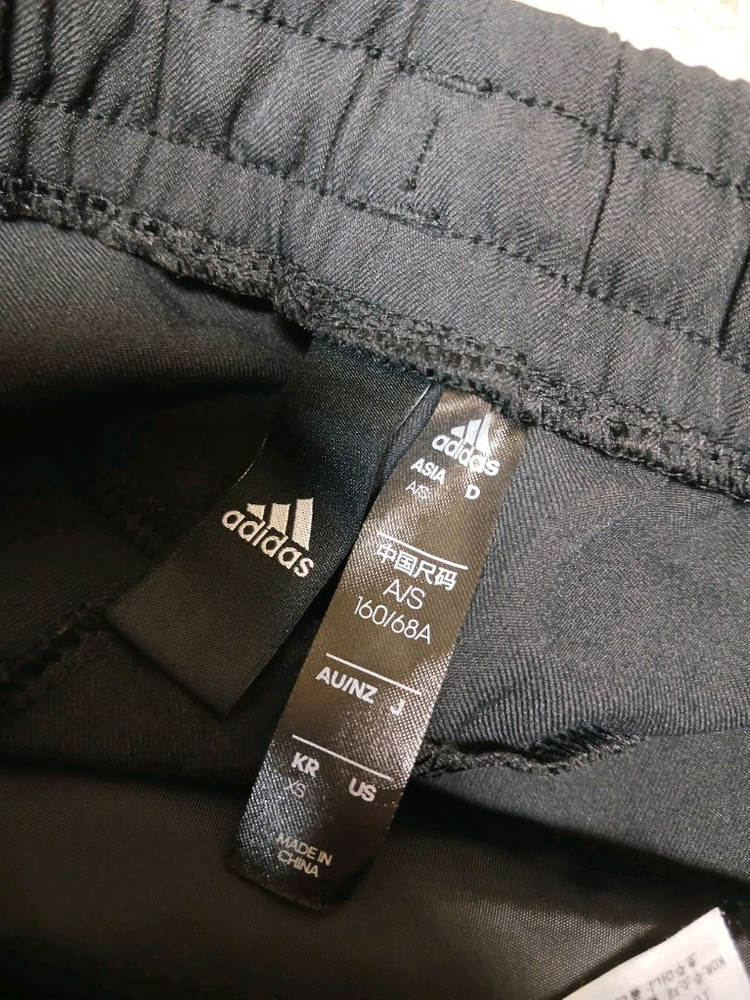 adidas
adidas
ASIA D
A/S
中国尺码
A/S
160/68A
AU/NZ J
KR US
XS
MADE IN
CHINA